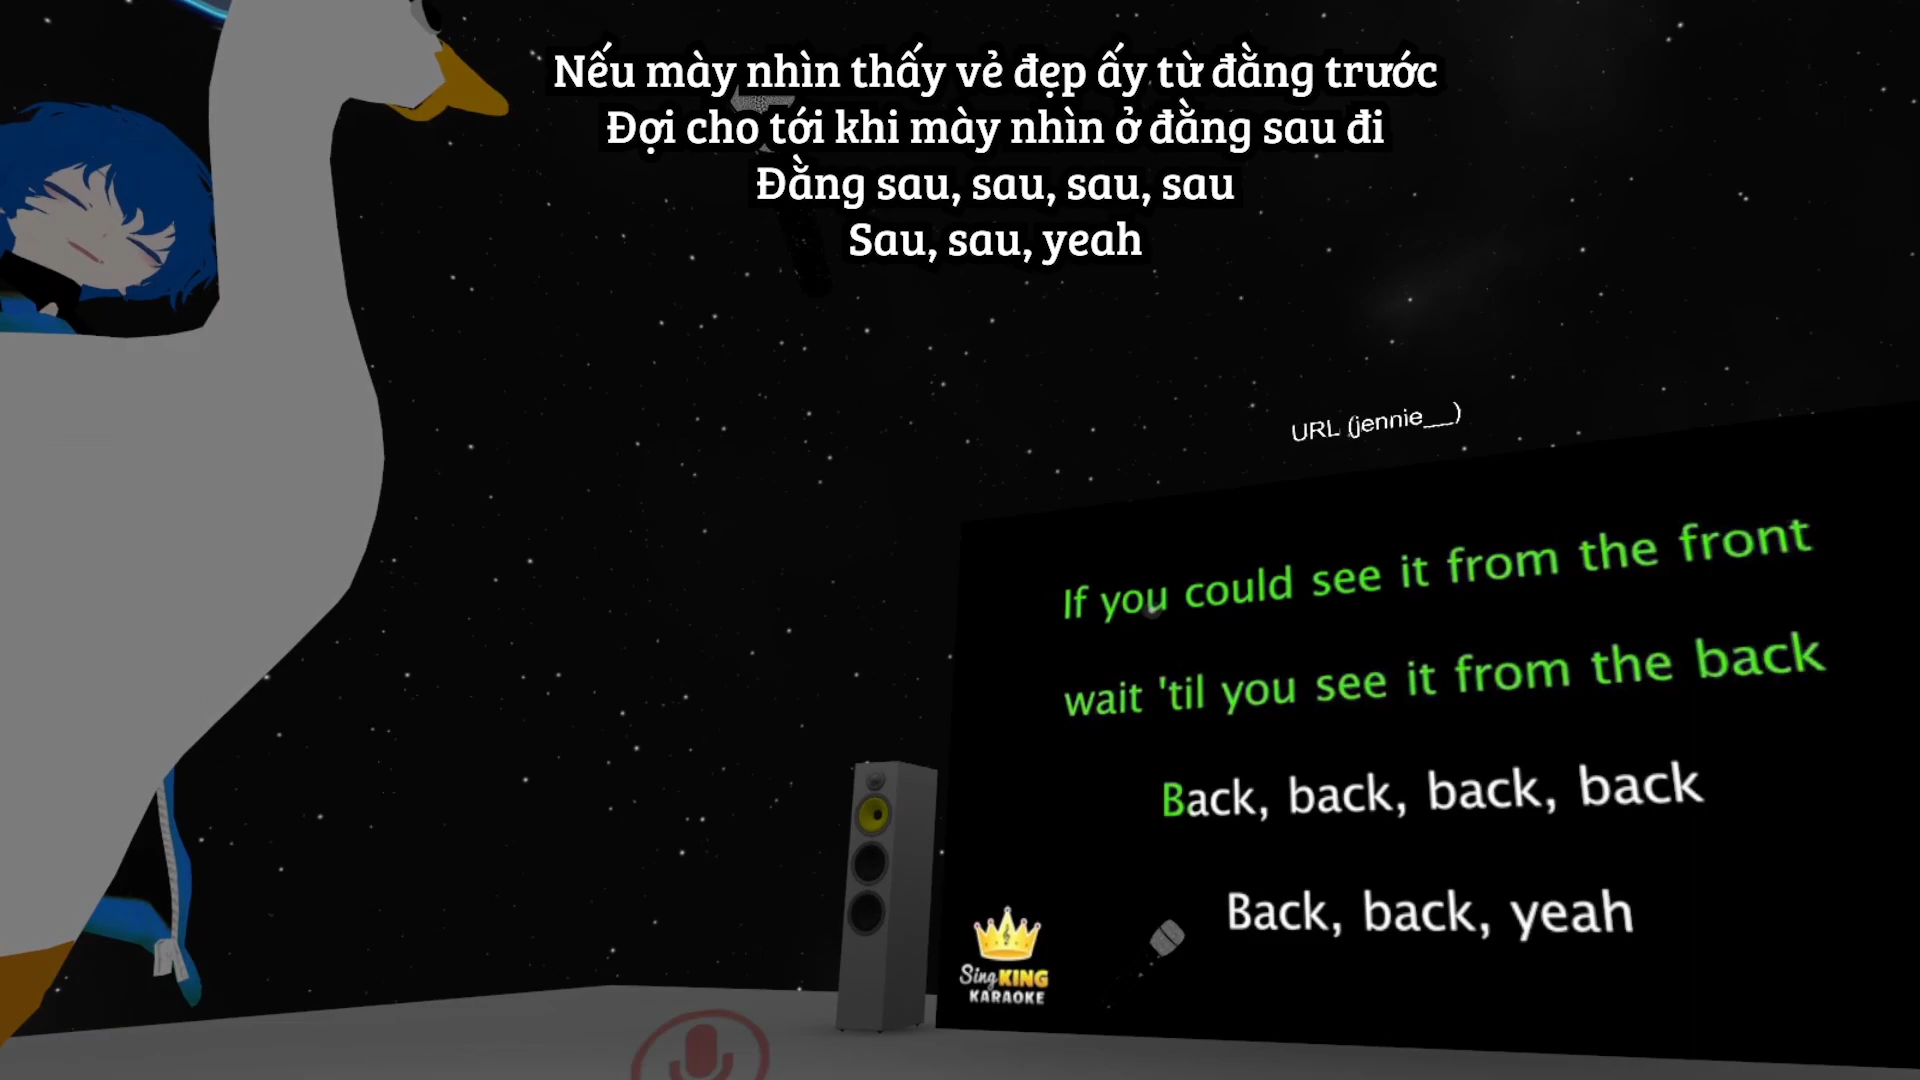 Nếu mày nhìn thấy vẻ đẹp ấy từ đằng trước
Đợi cho tới khi mày nhìn ở đằng sau đi
Đằng sau, sau, sau, sau
Sau, sau, yeah
URL (jennie__)
If you could see it from the front
wait 'til you see it from the back
Back, back, back, back
Back, back, yeah
Sing KING
KARAOKE